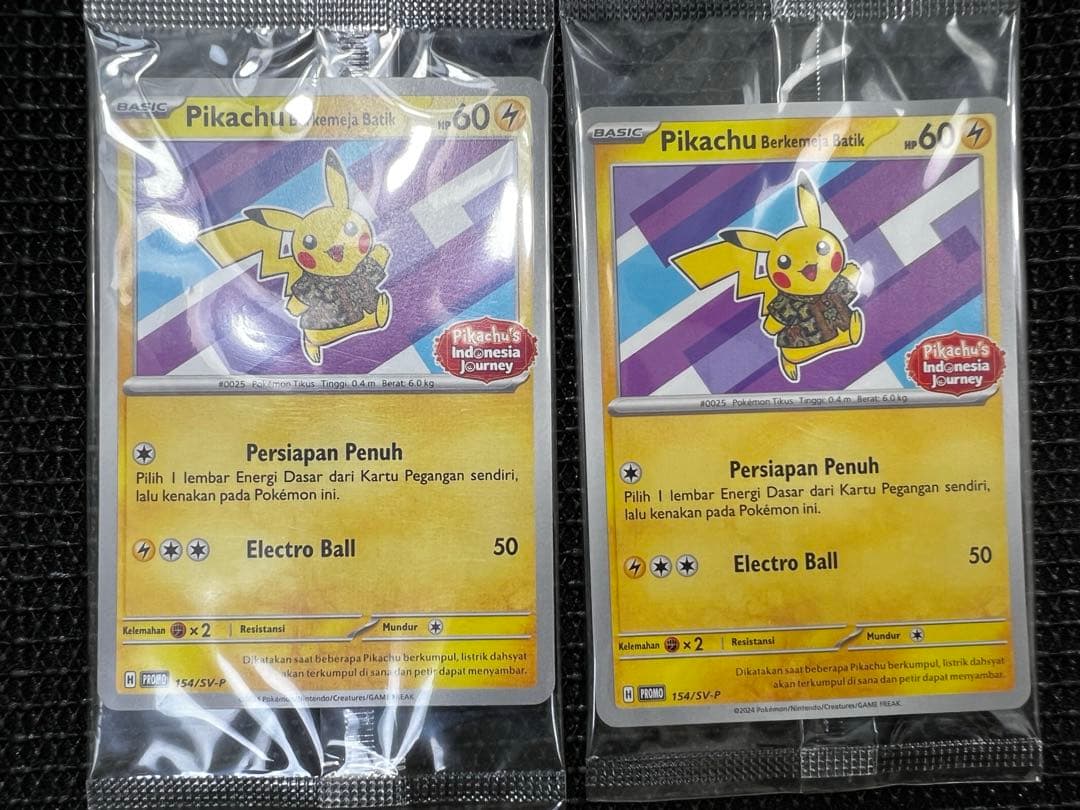 BASIC Pikachu Berkemeja Batik HP 60
Pikachu's
Indonesia
Journey
#0025 Pokémon Tikus Tinggi: 0.4 m Berat: 6.0 kg
Persiapan Penuh
Pilih 1 lembar Energi Dasar dari Kartu Pegangan sendiri,
lalu kenakan pada Pokémon ini.
Electro Ball 50
Kelemahan ×2 Resistansi Mundur
Dikatakan saat beberapa Pikachu berkumpul, listrik dahsyat
akan terkumpul di sana dan petir dapat menyambar.
H PROMO 154/SV-P
Pokémon/Nintendo/Creatures/GAME FREAK
BASIC Pikachu Berkemeja Batik HP 60
Pikachu's
Indonesia
Journey
#0025 Pokémon Tikus Tinggi: 0.4 m Berat: 6.0 kg
Persiapan Penuh
Pilih 1 lembar Energi Dasar dari Kartu Pegangan sendiri,
lalu kenakan pada Pokémon ini.
Electro Ball 50
Kelemahan ×2 Resistansi Mundur
Dikatakan saat beberapa Pikachu berkumpul, listrik dahsyat
akan terkumpul di sana dan petir dapat menyambar.
H PROMO 154/SV-P
©2024 Pokémon/Nintendo/Creatures/GAME FREAK.